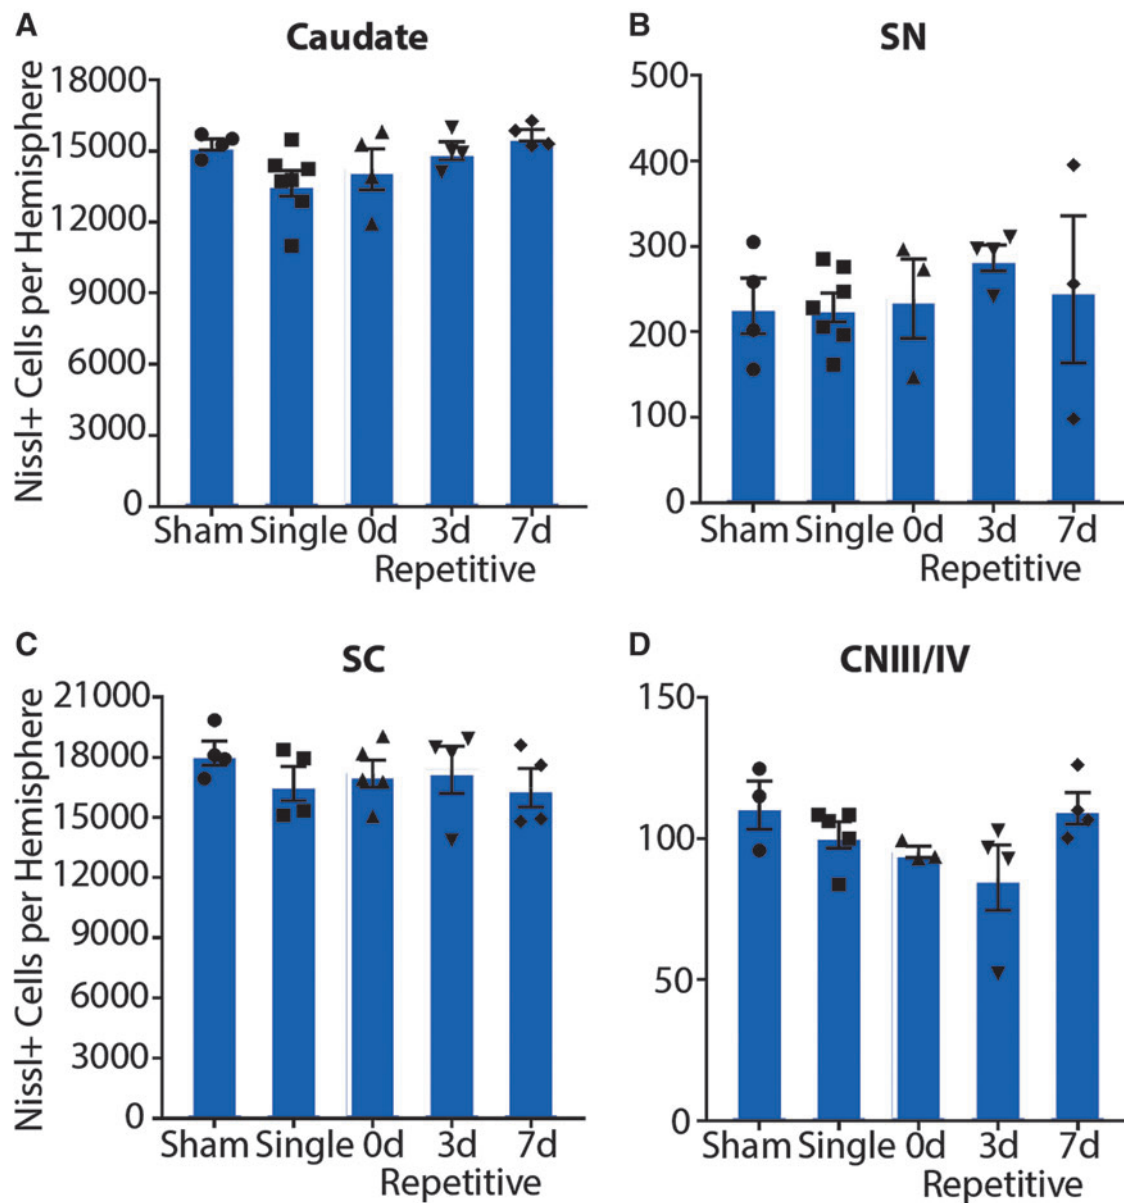 A
Caudate
Nissl+ Cells per Hemisphere
18000
15000
12000
9000
6000
3000
0
Sham Single 0d 3d 7d
Repetitive
B
SN
500
400
300
200
100
0
Sham Single 0d 3d 7d
Repetitive
C
SC
Nissl+ Cells per Hemisphere
21000
18000
15000
12000
9000
6000
3000
0
Sham Single 0d 3d 7d
Repetitive
D
CNIII/IV
150
100
50
0
Sham Single 0d 3d 7d
Repetitive